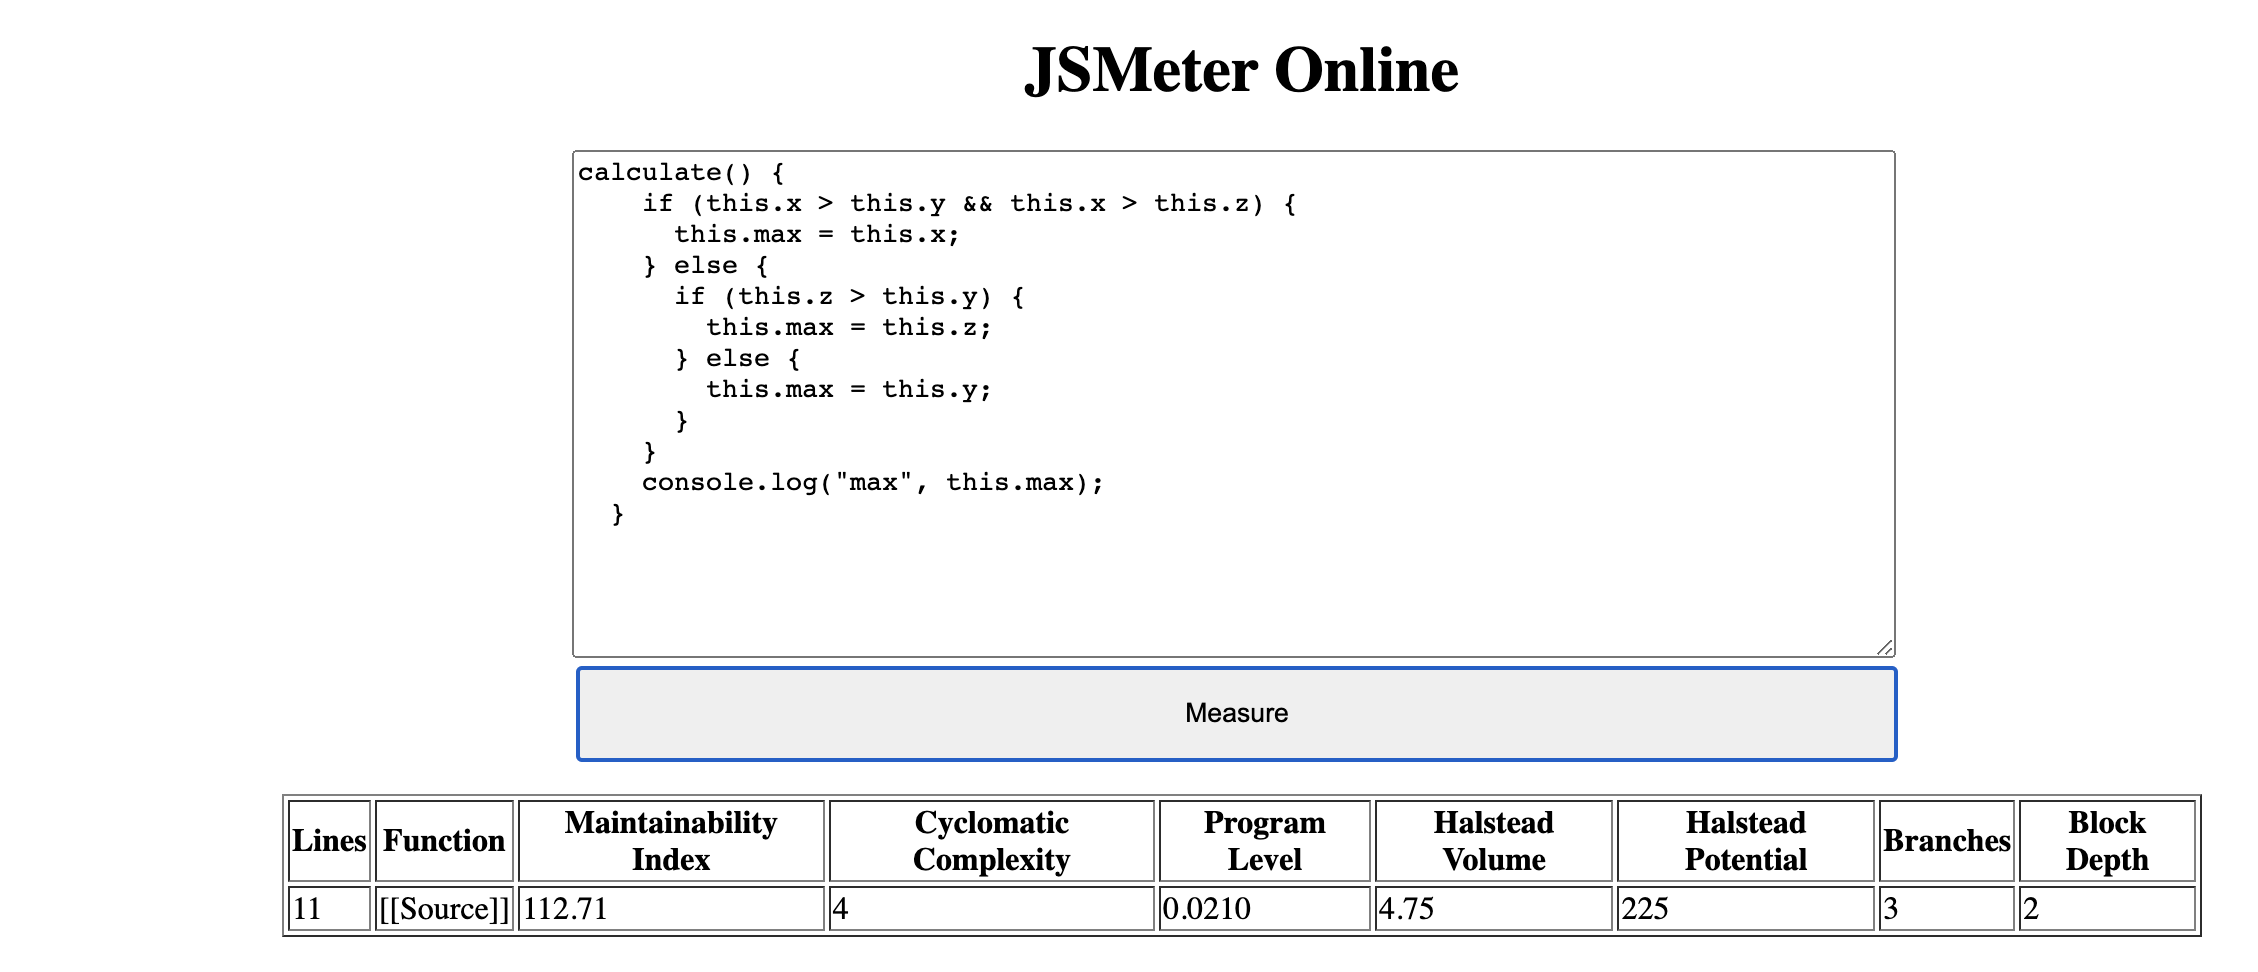 JSMeter Online
calculate() {
    if (this.x > this.y && this.x > this.z) {
      this.max = this.x;
    } else {
      if (this.z > this.y) {
        this.max = this.z;
      } else {
        this.max = this.y;
      }
    }
    console.log("max", this.max);
  }
Measure
Lines Function Maintainability Index Cyclomatic Complexity Program Level Halstead Volume Halstead Potential Branches Block Depth
11 [[Source]] 112.71 4 0.0210 4.75 225 3 2